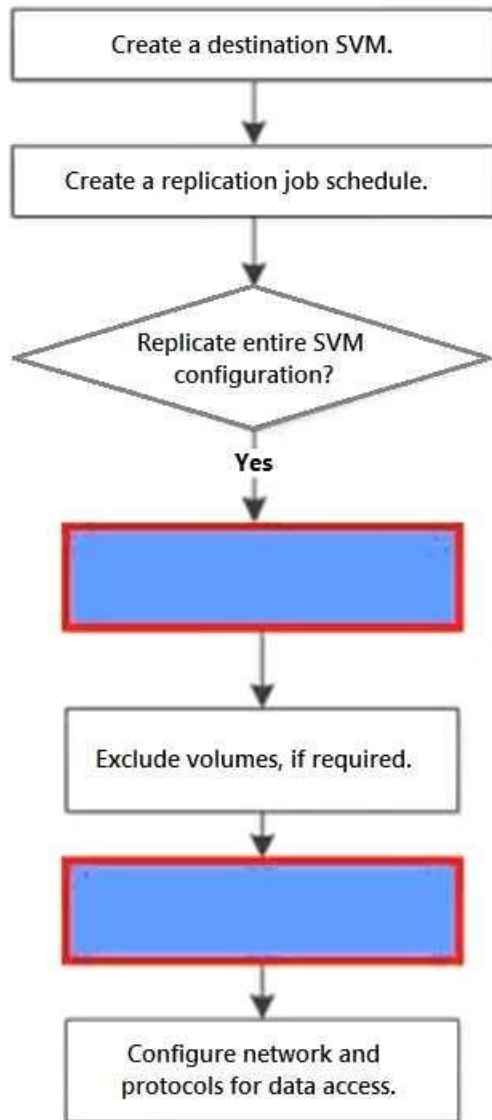 Create a destination SVM.
Create a replication job schedule.
Replicate entire SVM
configuration?
Yes
Exclude volumes, if required.
Configure network and
protocols for data access.